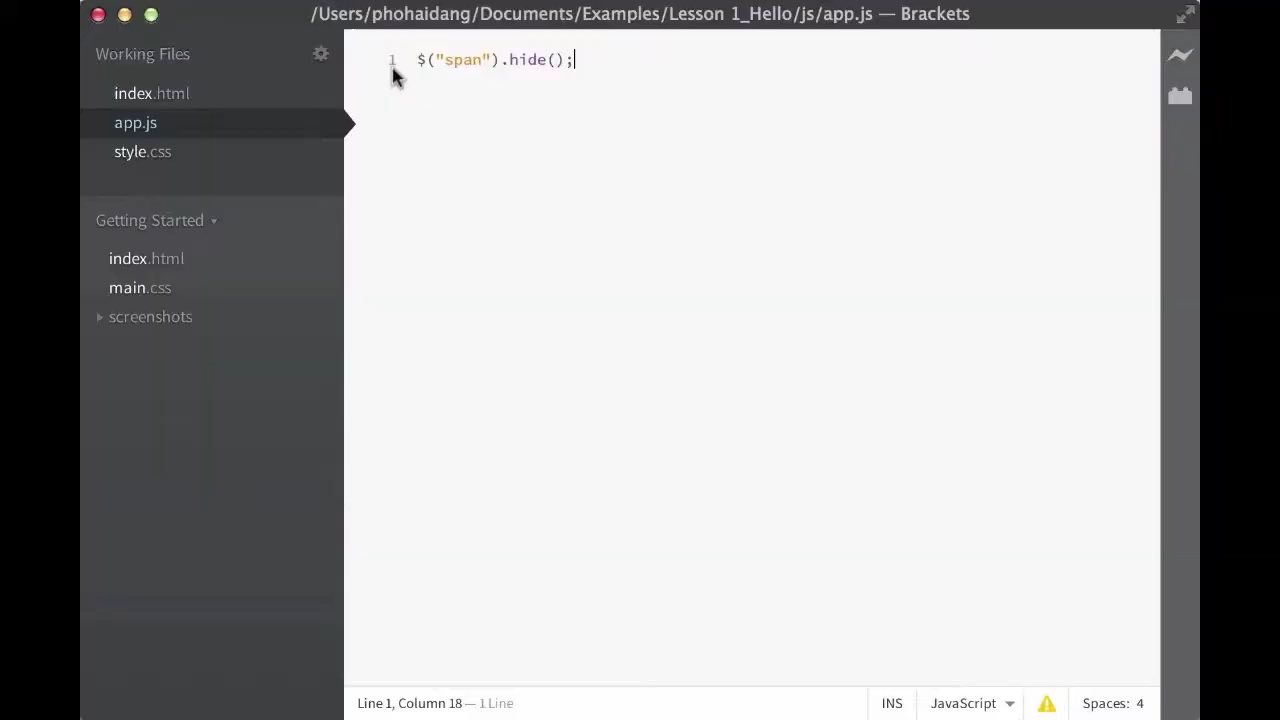 /Users/phohaidang/Documents/Examples/Lesson 1_Hello/js/app.js — Brackets
Working Files
index.html
app.js
style.css
Getting Started
index.html
main.css
screenshots
1 $("span").hide();
Line 1, Column 18 — 1 Line
INS
JavaScript
Spaces: 4